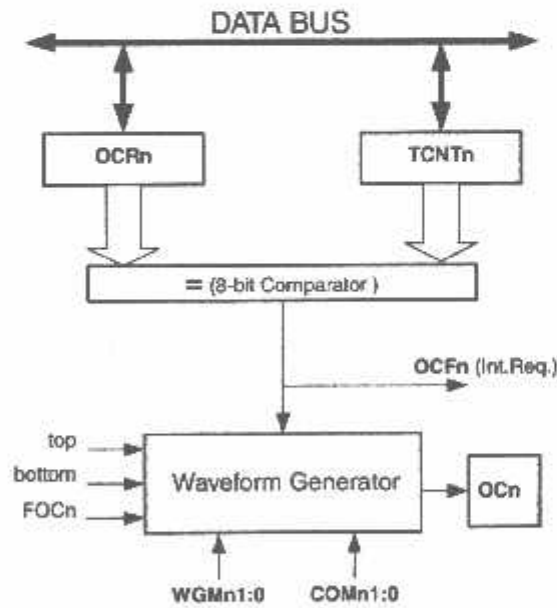 DATA BUS
OCRn
TCNTn
= (8-bit Comparator )
OCFn (Int.Req.)
top
bottom
FOCn
Waveform Generator
OCn
WGMn1:0
COMn1:0